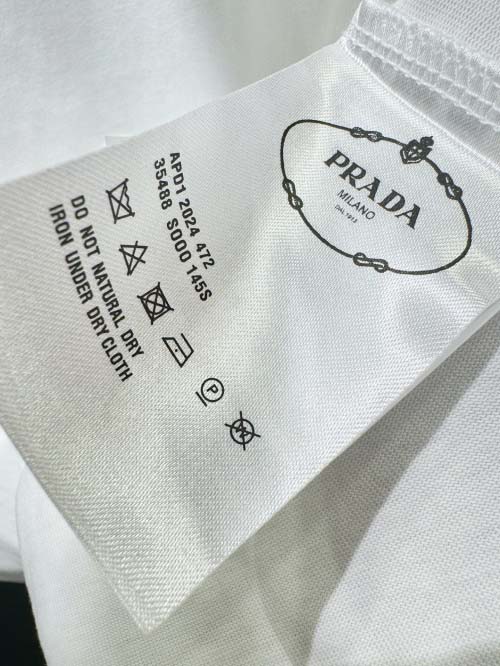 PRADA
MILANO
DAL 1913
APD1 2024 472
35488 S000 145S
P
W
DO NOT NATURAL DRY
IRON UNDER DRY CLOTH